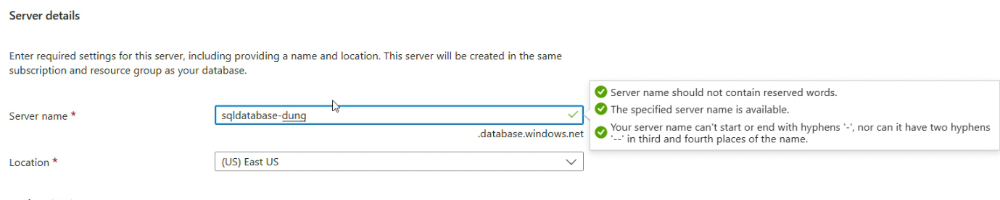 Server details
Enter required settings for this server, including providing a name and location. This server will be created in the same
subscription and resource group as your database.
Server name *
sqldatabase-dung
.database.windows.net
Server name should not contain reserved words.
The specified server name is available.
Your server name can't start or end with hyphens '-', nor can it have two hyphens
'--' in third and fourth places of the name.
Location *
(US) East US